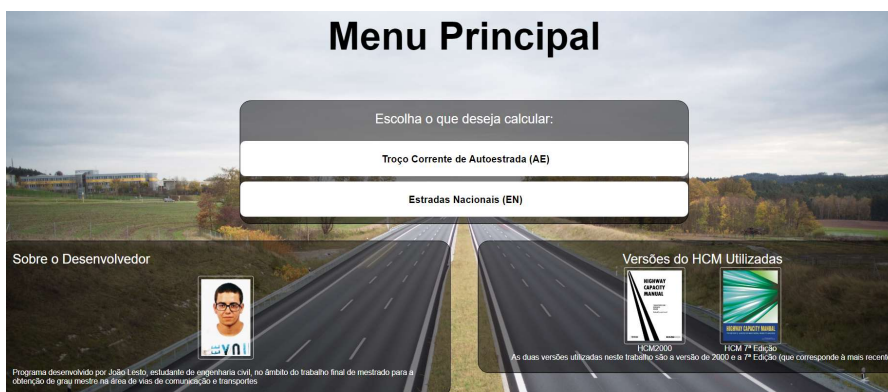 Menu Principal
Escolha o que deseja calcular:
Troço Corrente de Autoestrada (AE)
Estradas Nacionais (EN)
Sobre o Desenvolvedor
Programa desenvolvido por João Lesto, estudante de engenharia civil, no âmbito do trabalho final de mestrado para a
obtenção de grau mestre na área de vias de comunicação e transportes
Versões do HCM Utilizadas
HIGHWAY
CAPACITY
MANUAL
HIGHWAY CAPACITY MANUAL
HCM2000
HCM 7ª Edição
As duas versões utilizadas neste trabalho são a versão de 2000 e a 7ª Edição (que corresponde à mais recente